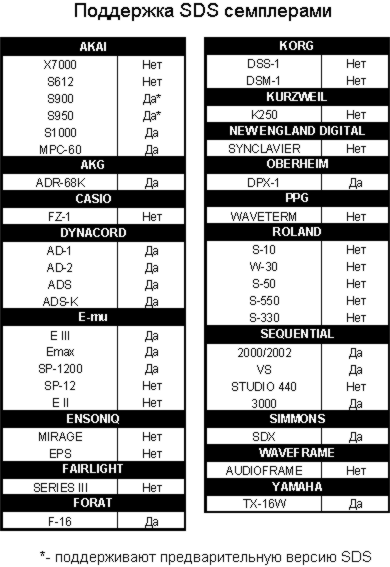 Поддержка SDS семплерами
AKAI
X7000 Нет
S612 Нет
S900 Да*
S950 Да*
S1000 Да
MPC-60 Да
AKG
ADR-68K Да
CASIO
FZ-1 Нет
DYNACORD
AD-1 Да
AD-2 Да
ADS Да
ADS-K Да
E-mu
E III Да
Emax Да
SP-1200 Да
SP-12 Нет
E II Нет
ENSONIQ
MIRAGE Нет
EPS Нет
FAIRLIGHT
SERIES III Нет
FORAT
F-16 Да
KORG
DSS-1 Нет
DSM-1 Нет
KURZWEIL
K250 Нет
NEW ENGLAND DIGITAL
SYNCLAVIER Нет
OBERHEIM
DPX-1 Да
PPG
WAVETERM Нет
ROLAND
S-10 Нет
W-30 Нет
S-50 Нет
S-550 Нет
S-330 Нет
SEQUENTIAL
2000/2002 Да
VS Да
STUDIO 440 Нет
3000 Да
SIMMONS
SDX Да
WAVEFRAME
AUDIOFRAME Нет
YAMAHA
TX-16W Да
*- поддерживают предварительную версию SDS